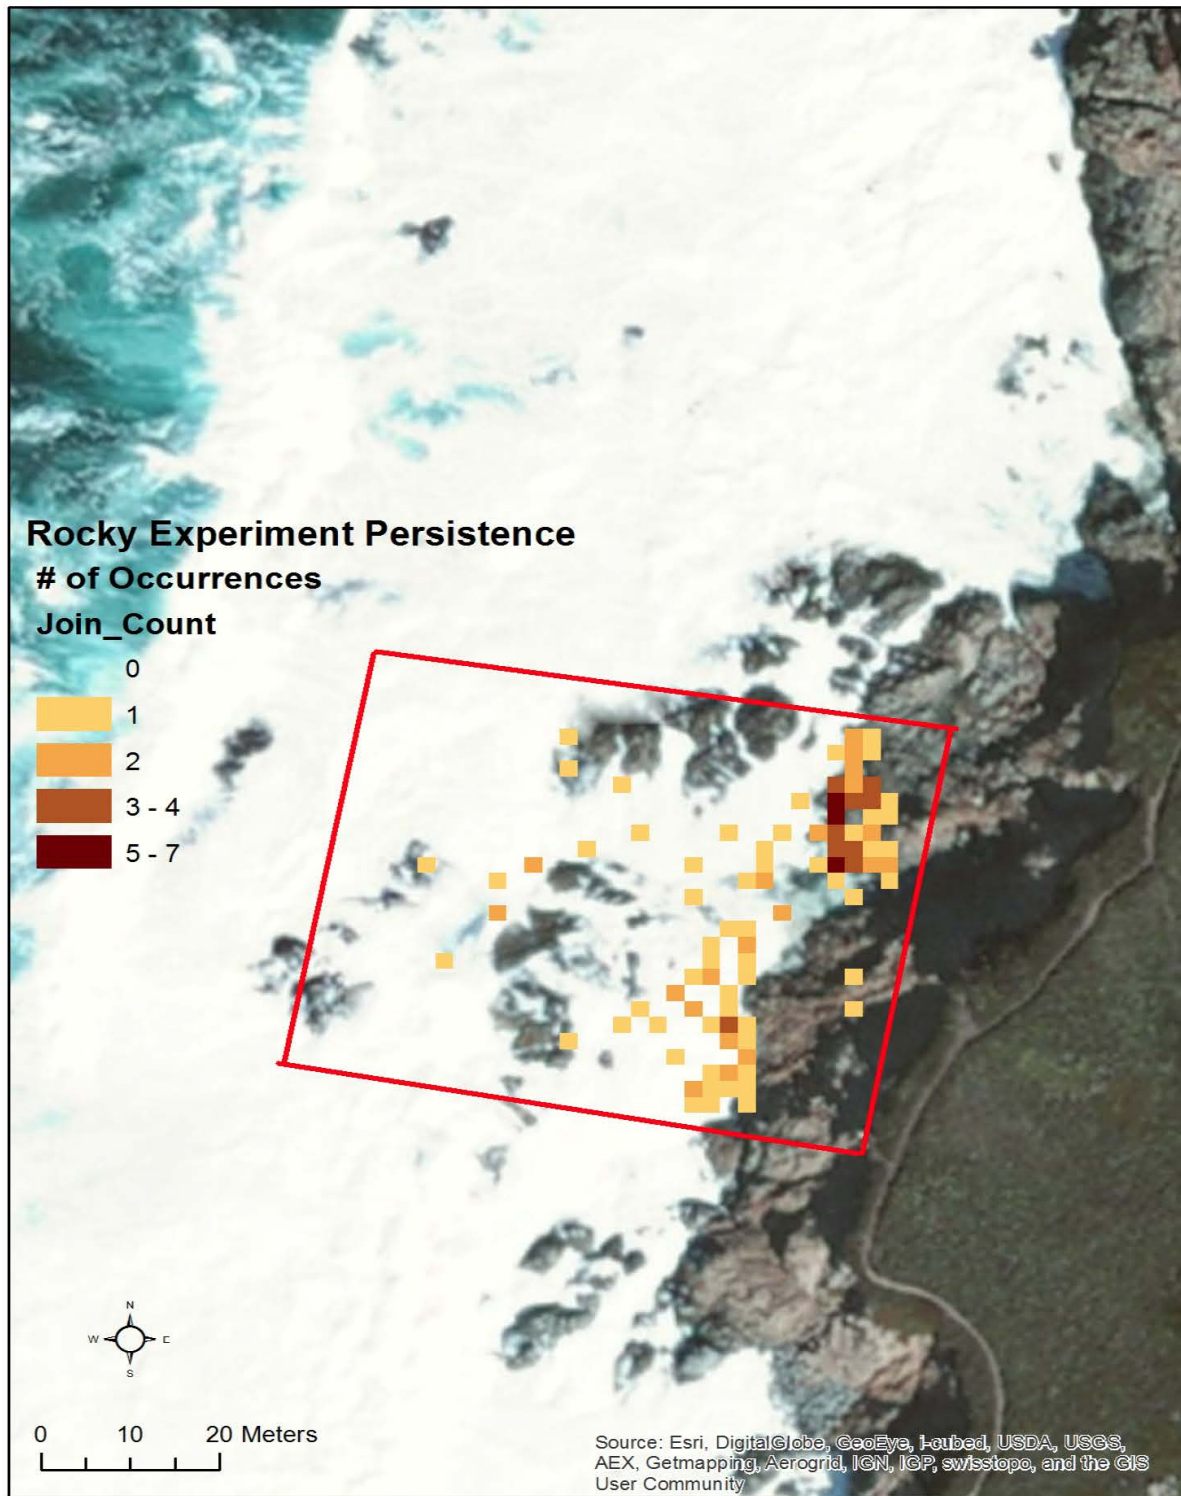 Rocky Experiment Persistence
# of Occurrences
Join_Count
0
1
2
3 - 4
5 - 7
N
W E
S
0 10 20 Meters
Source: Esri, DigitalGlobe, GeoEye, i-cubed, USDA, USGS,
AEX, Getmapping, Aerogrid, IGN, IGP, swisstopo, and the GIS
User Community